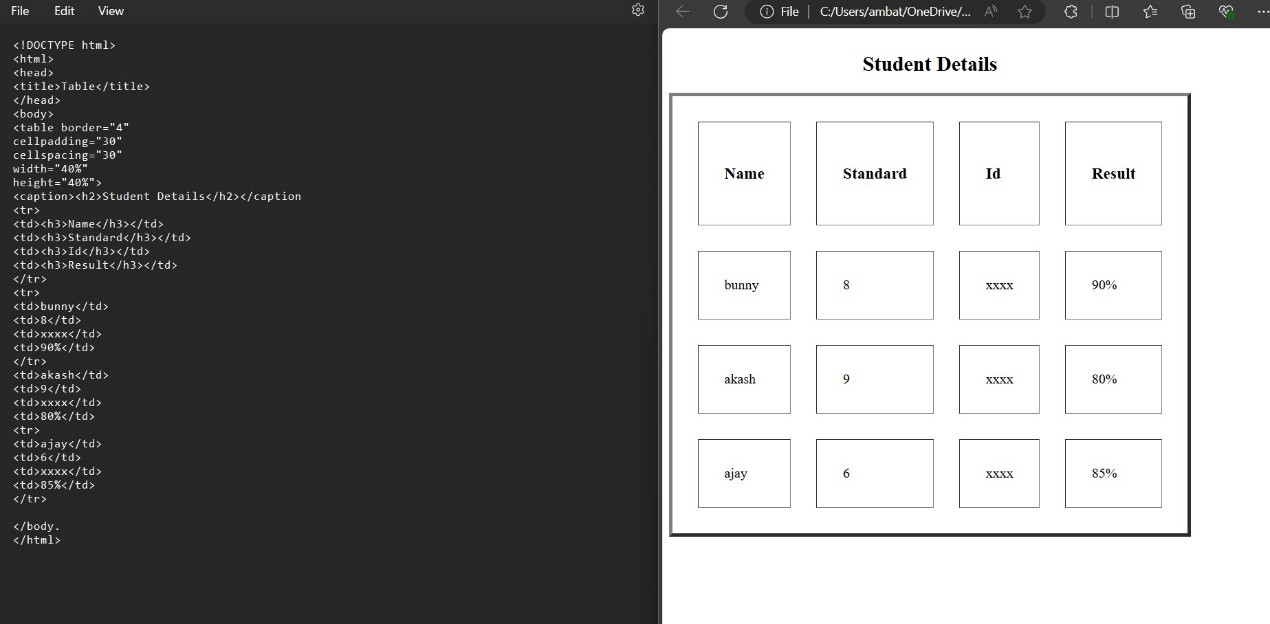 File Edit View
<!DOCTYPE html>
<html>
<head>
<title>Table</title>
</head>
<body>
<table border="4"
cellpadding="30"
cellspacing="30"
width="40%"
height="40%">
<caption><h2>Student Details</h2></caption
<tr>
<td><h3>Name</h3></td>
<td><h3>Standard</h3></td>
<td><h3>Id</h3></td>
<td><h3>Result</h3></td>
</tr>
<tr>
<td>bunny</td>
<td>8</td>
<td>xxxx</td>
<td>90%</td>
</tr>
<td>akash</td>
<td>9</td>
<td>xxxx</td>
<td>80%</td>
<tr>
<td>ajay</td>
<td>6</td>
<td>xxxx</td>
<td>85%</td>
</tr>
</body.
</html>
File | C:/Users/ambat/OneDrive/...
Student Details
Name Standard Id Result
bunny 8 xxxx 90%
akash 9 xxxx 80%
ajay 6 xxxx 85%